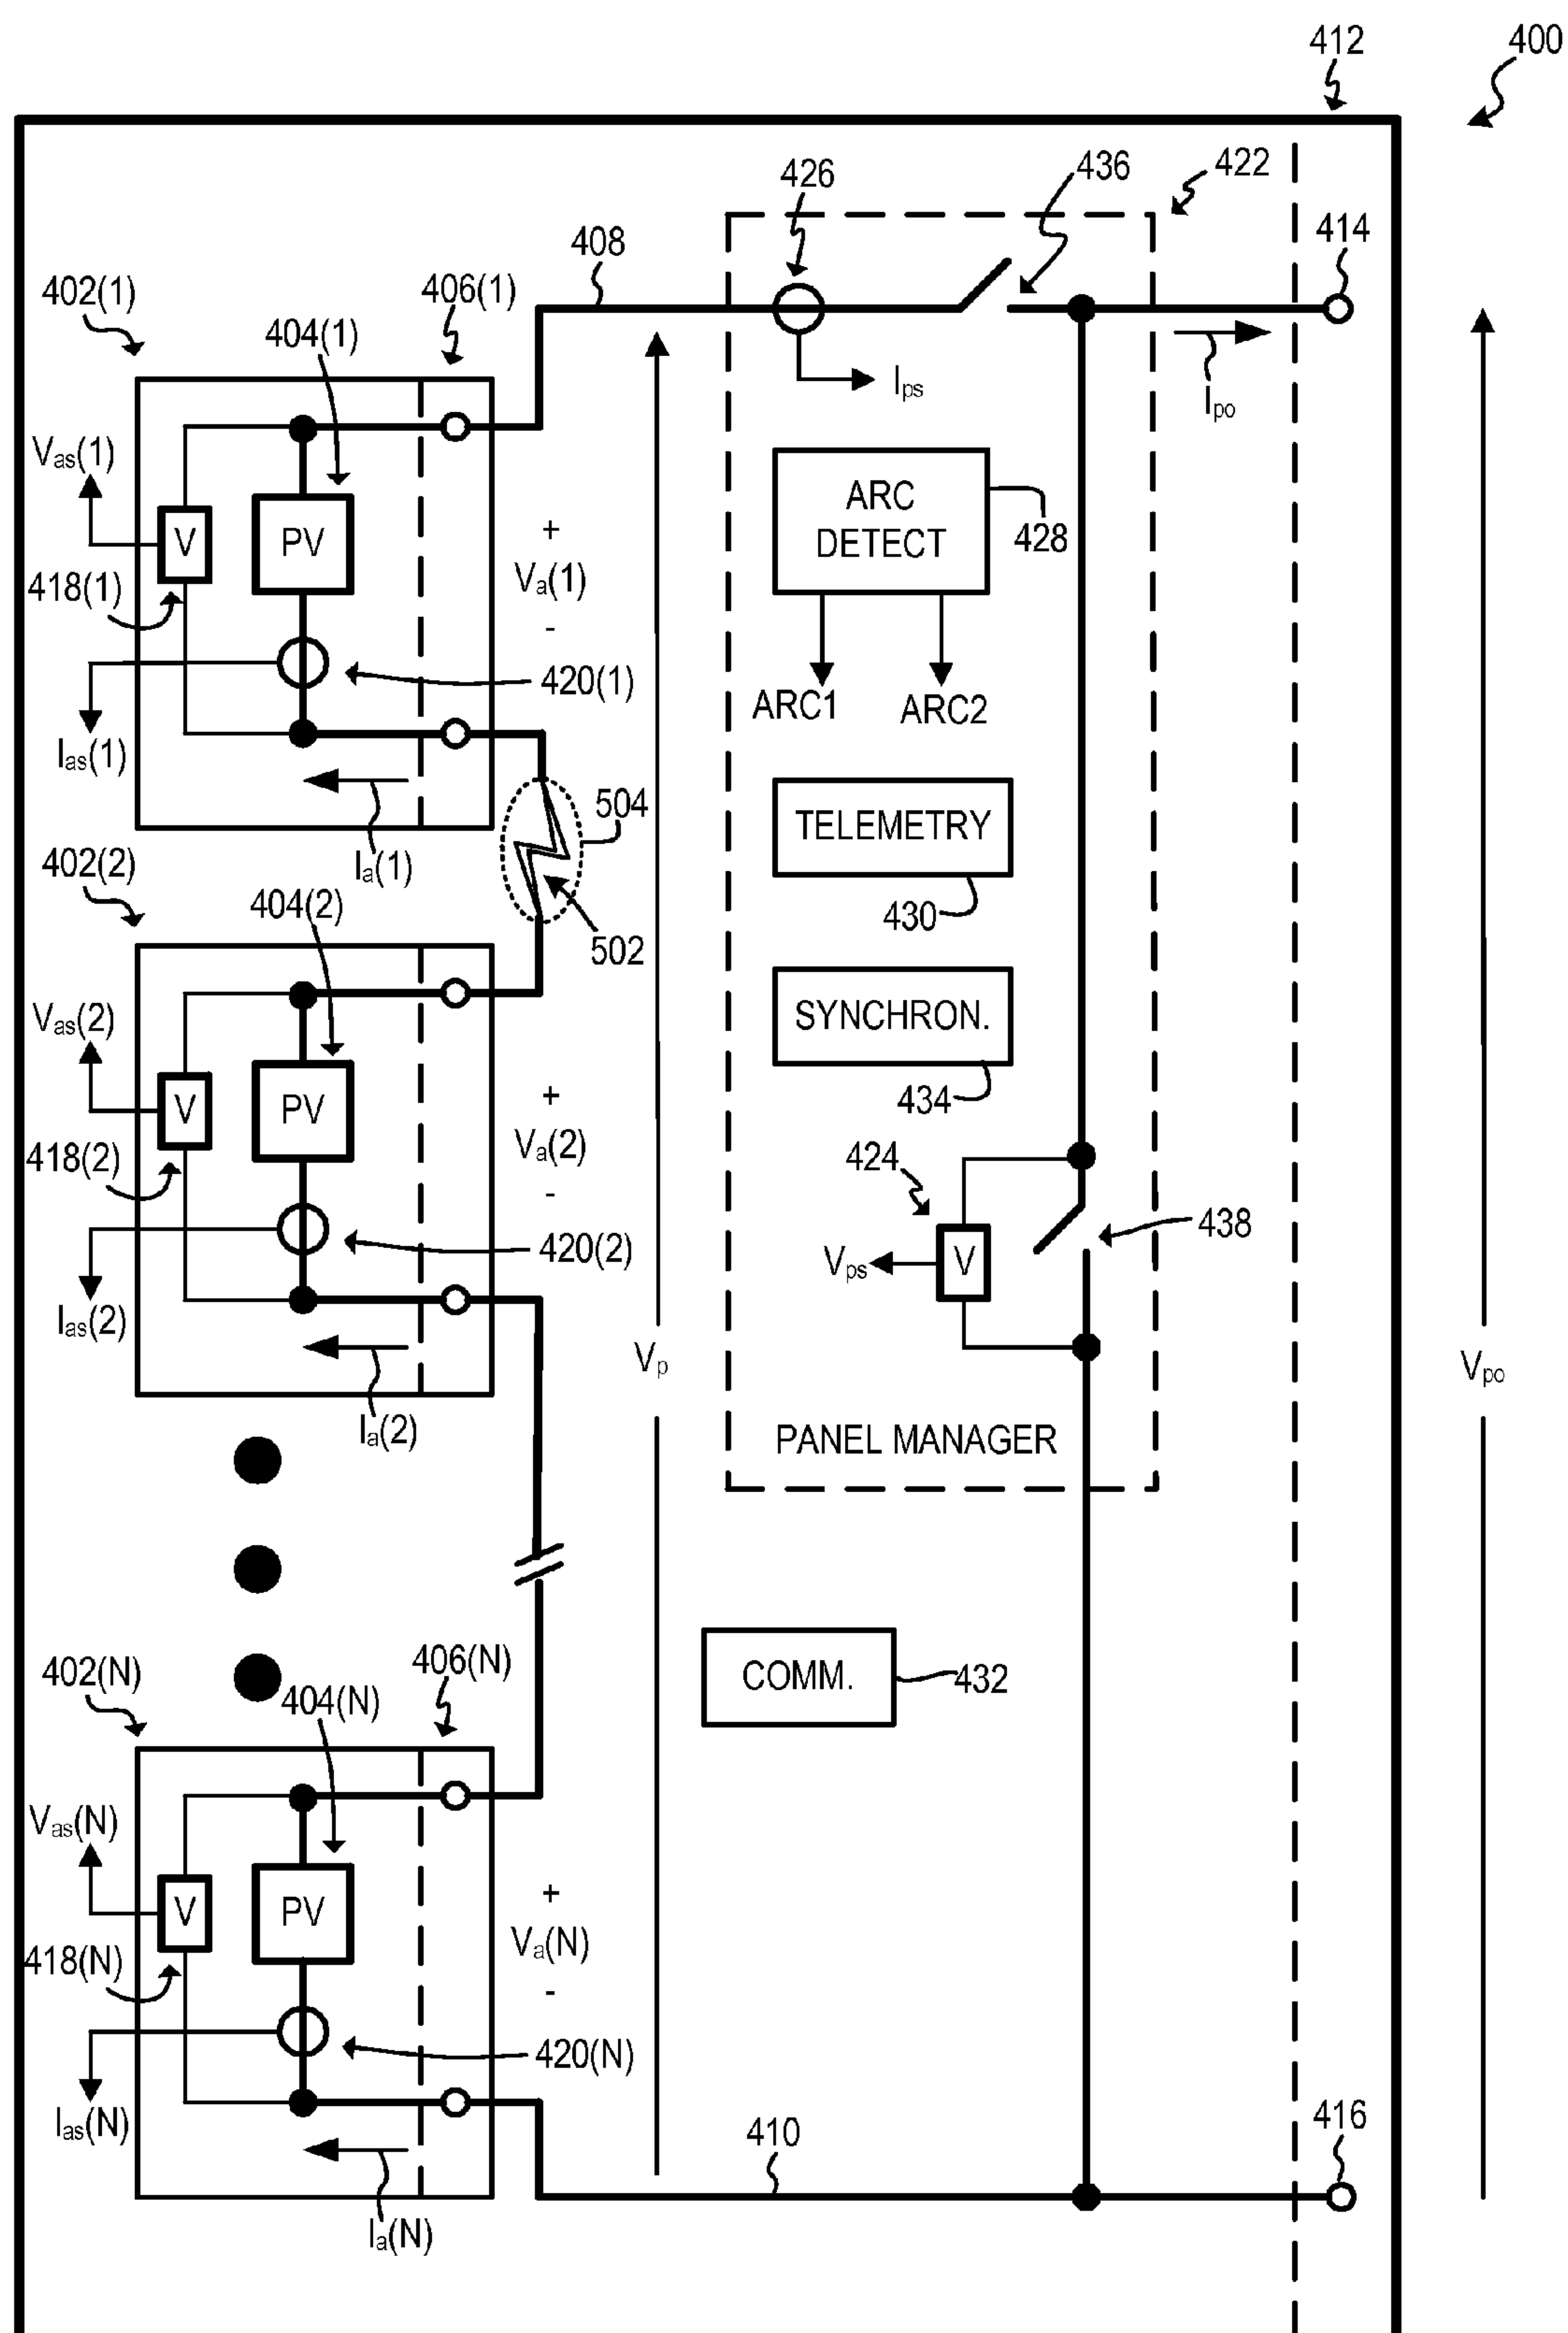 412
400
426
436
422
408
414
402(1)
406(1)
404(1)
Ips
Ipo
Vas(1)
V
PV
+
Va(1)
-
ARC
DETECT
428
418(1)
420(1)
ARC1
ARC2
Ias(1)
Ia(1)
504
502
TELEMETRY
430
402(2)
404(2)
SYNCHRON.
434
Vas(2)
V
PV
+
Va(2)
-
418(2)
420(2)
424
V
Vps
438
Ias(2)
Ia(2)
Vp
Vpo
PANEL MANAGER
402(N)
404(N)
406(N)
COMM.
432
Vas(N)
V
PV
+
Va(N)
-
418(N)
420(N)
Ias(N)
Ia(N)
410
416